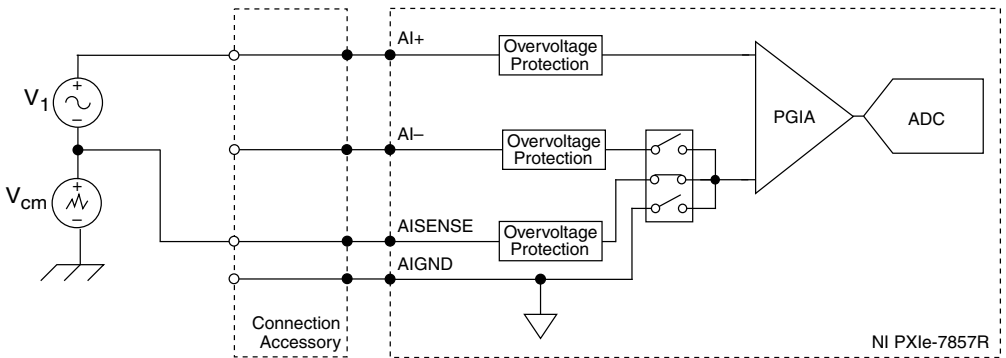 AI+
Overvoltage
Protection
+
V1
−
PGIA
ADC
AI−
Overvoltage
Protection
+
Vcm
−
AISENSE
Overvoltage
Protection
AIGND
Connection
Accessory
NI PXIe-7857R